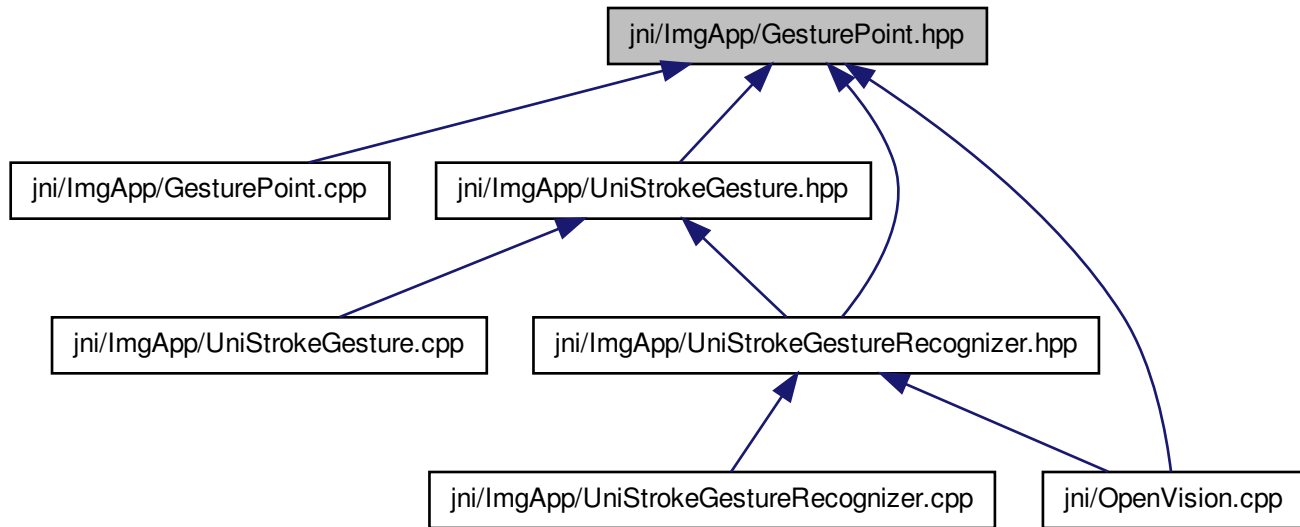 jni/ImgApp/GesturePoint.hpp
jni/ImgApp/GesturePoint.cpp
jni/ImgApp/UniStrokeGesture.hpp
jni/ImgApp/UniStrokeGesture.cpp
jni/ImgApp/UniStrokeGestureRecognizer.hpp
jni/ImgApp/UniStrokeGestureRecognizer.cpp
jni/OpenVision.cpp